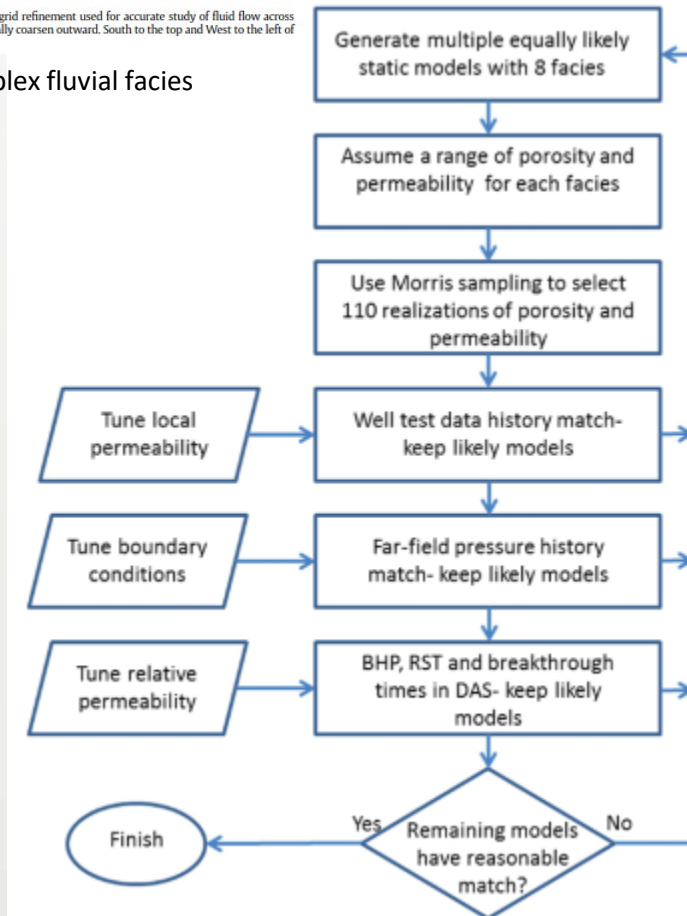 grid refinement used for accurate study of fluid flow across
lly coarsen outward. South to the top and West to the left of
plex fluvial facies
Generate multiple equally likely
static models with 8 facies
Assume a range of porosity and
permeability for each facies
Use Morris sampling to select
110 realizations of porosity and
permeability
Tune local
permeability
Well test data history match-
keep likely models
Tune boundary
conditions
Far-field pressure history
match- keep likely models
Tune relative
permeability
BHP, RST and breakthrough
times in DAS- keep likely
models
Yes
No
Finish
Remaining models
have reasonable
match?